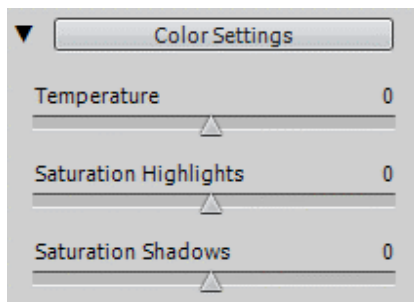 Color Settings
Temperature 0
Saturation Highlights 0
Saturation Shadows 0